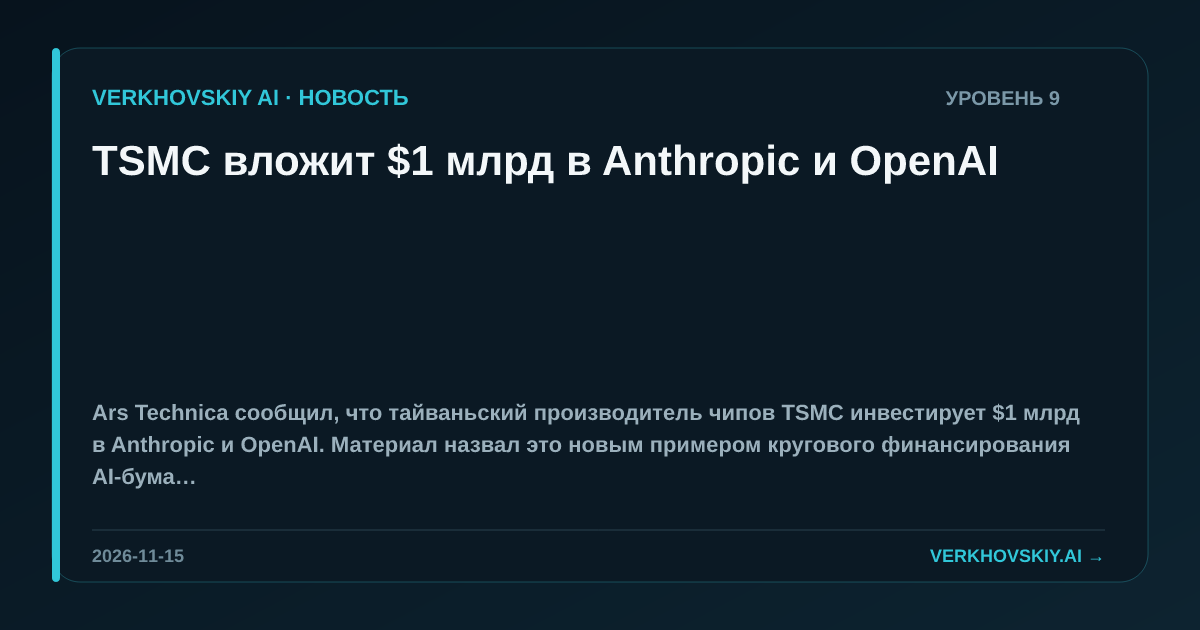 VERKHOVSKIY AI · НОВОСТЬ
УРОВЕНЬ 9
TSMC вложит $1 млрд в Anthropic и OpenAI
Ars Technica сообщил, что тайваньский производитель чипов TSMC инвестирует $1 млрд
в Anthropic и OpenAI. Материал назвал это новым примером кругового финансирования
AI-бума…
2026-11-15
VERKHOVSKIY.AI →